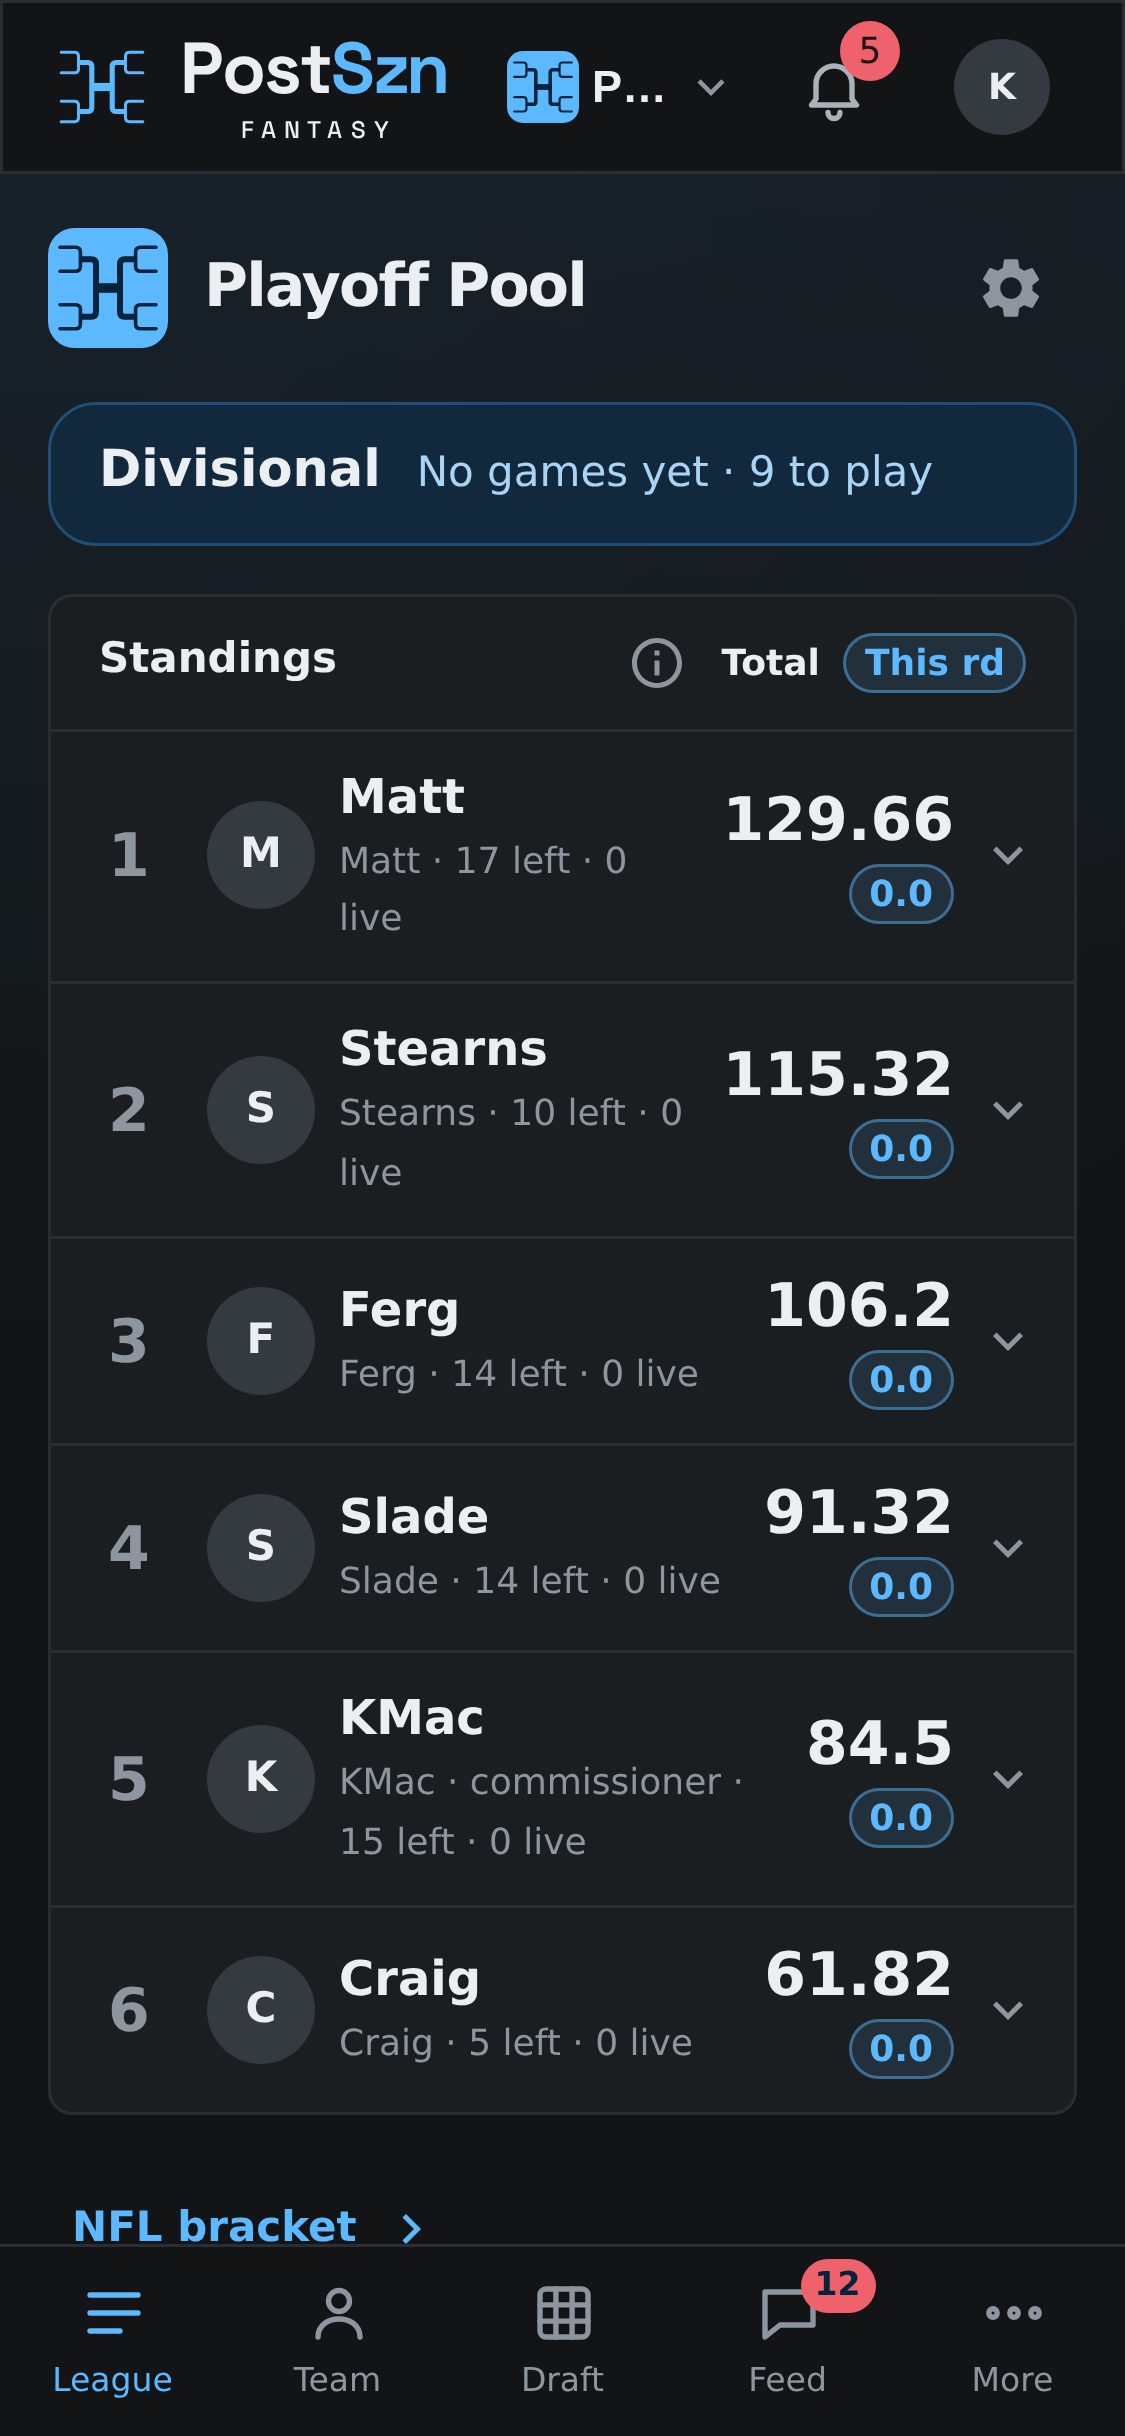 PostSzn
FANTASY
P...
5
K
Playoff Pool
Divisional No games yet · 9 to play
Standings
Total This rd
1
M
Matt
Matt · 17 left · 0
live
129.66
0.0
2
S
Stearns
Stearns · 10 left · 0
live
115.32
0.0
3
F
Ferg
Ferg · 14 left · 0 live
106.2
0.0
4
S
Slade
Slade · 14 left · 0 live
91.32
0.0
5
K
KMac
KMac · commissioner ·
15 left · 0 live
84.5
0.0
6
C
Craig
Craig · 5 left · 0 live
61.82
0.0
NFL bracket
12
League
Team
Draft
Feed
More